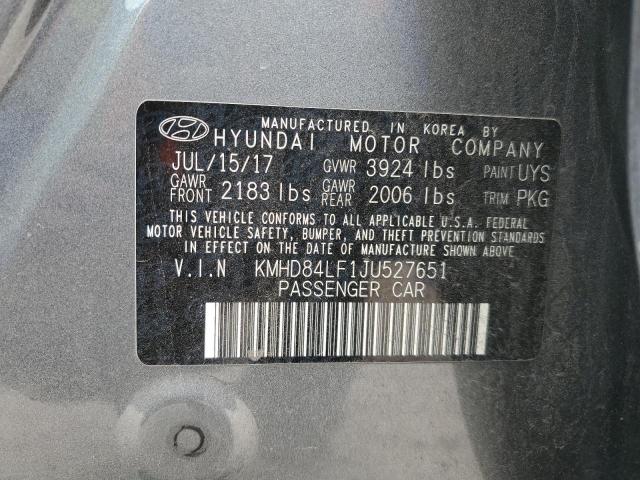 MANUFACTURED IN KOREA BY
HYUNDAI MOTOR COMPANY
JUL/15/17 GVWR 3924 lbs PAINT UYS
GAWR FRONT 2183 lbs GAWR REAR 2006 lbs TRIM PKG
THIS VEHICLE CONFORMS TO ALL APPLICABLE U.S.A. FEDERAL
MOTOR VEHICLE SAFETY, BUMPER, AND THEFT PREVENTION STANDARDS
IN EFFECT ON THE DATE OF MANUFACTURE SHOWN ABOVE.
V.I.N KMHD84LF1JU527651
PASSENGER CAR